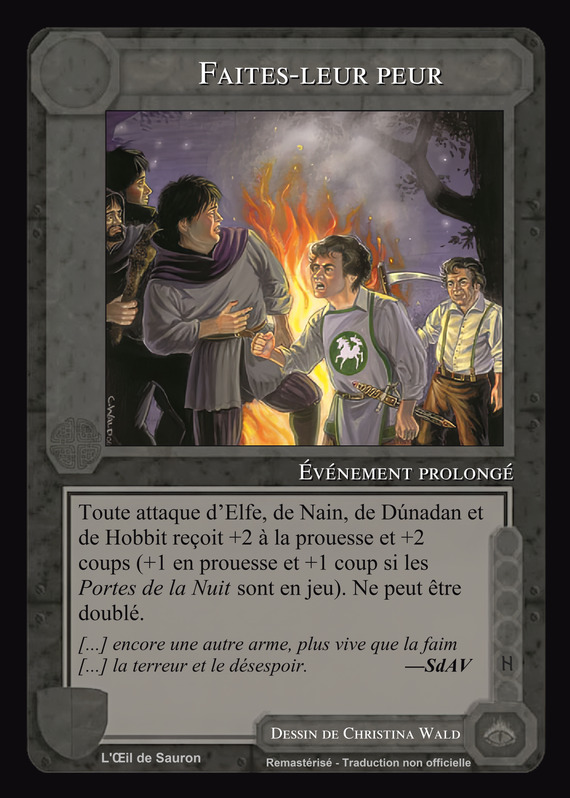 Faites-leur peur
C. WALD
Événement prolongé
Toute attaque d'Elfe, de Nain, de Dúnadan et
de Hobbit reçoit +2 à la prouesse et +2
coups (+1 en prouesse et +1 coup si les
Portes de la Nuit sont en jeu). Ne peut être
doublé.
[...] encore une autre arme, plus vive que la faim
[...] la terreur et le désespoir. —SdAV
Dessin de Christina Wald
L'Œil de Sauron
Remastérisé - Traduction non officielle